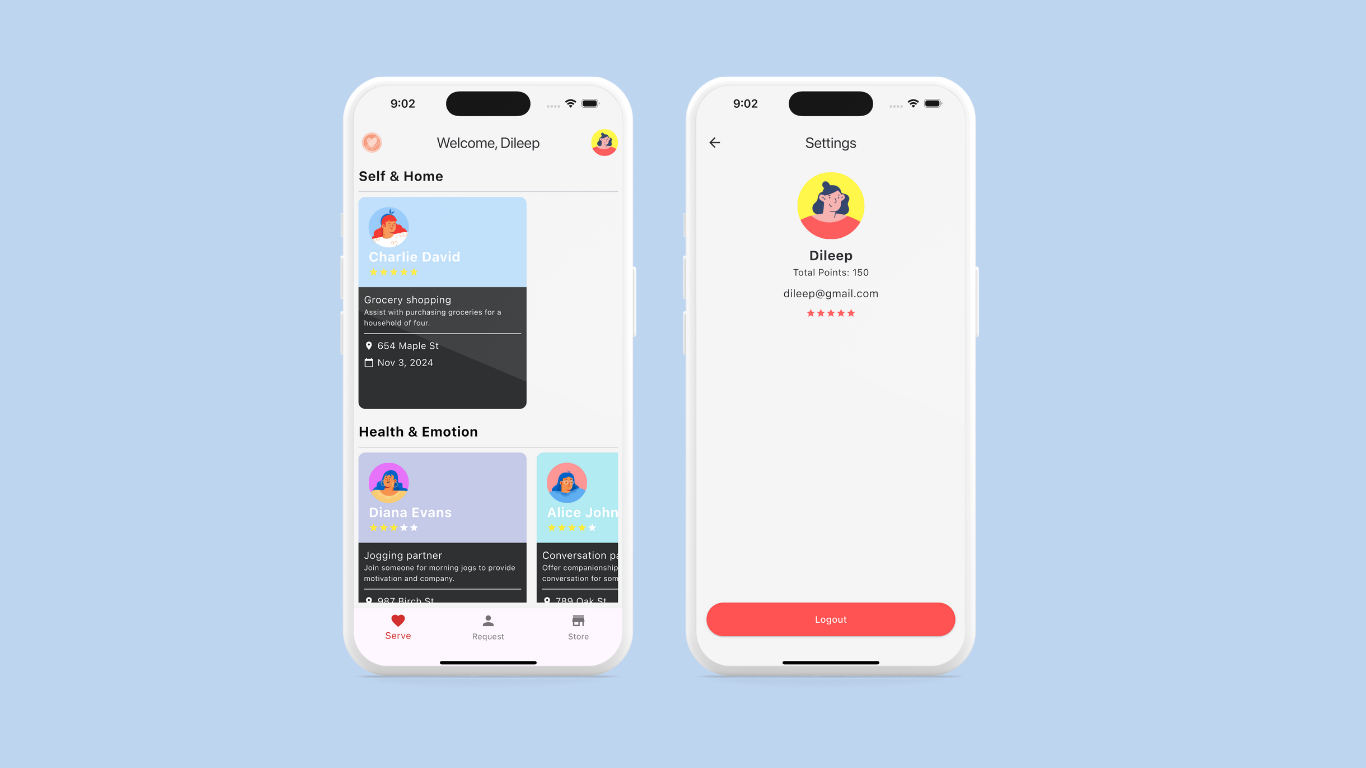 9:02
Welcome, Dileep
Self & Home
Charlie David
Grocery shopping
Assist with purchasing groceries for a
household of four.
654 Maple St
Nov 3, 2024
Health & Emotion
Diana Evans
Jogging partner
Join someone for morning jogs to provide
motivation and company.
987 Birch St
Alice John
Conversation pa
Offer companionship
conversation for som
789 Oak St
Serve
Request
Store
9:02
Settings
Dileep
Total Points: 150
dileep@gmail.com
Logout